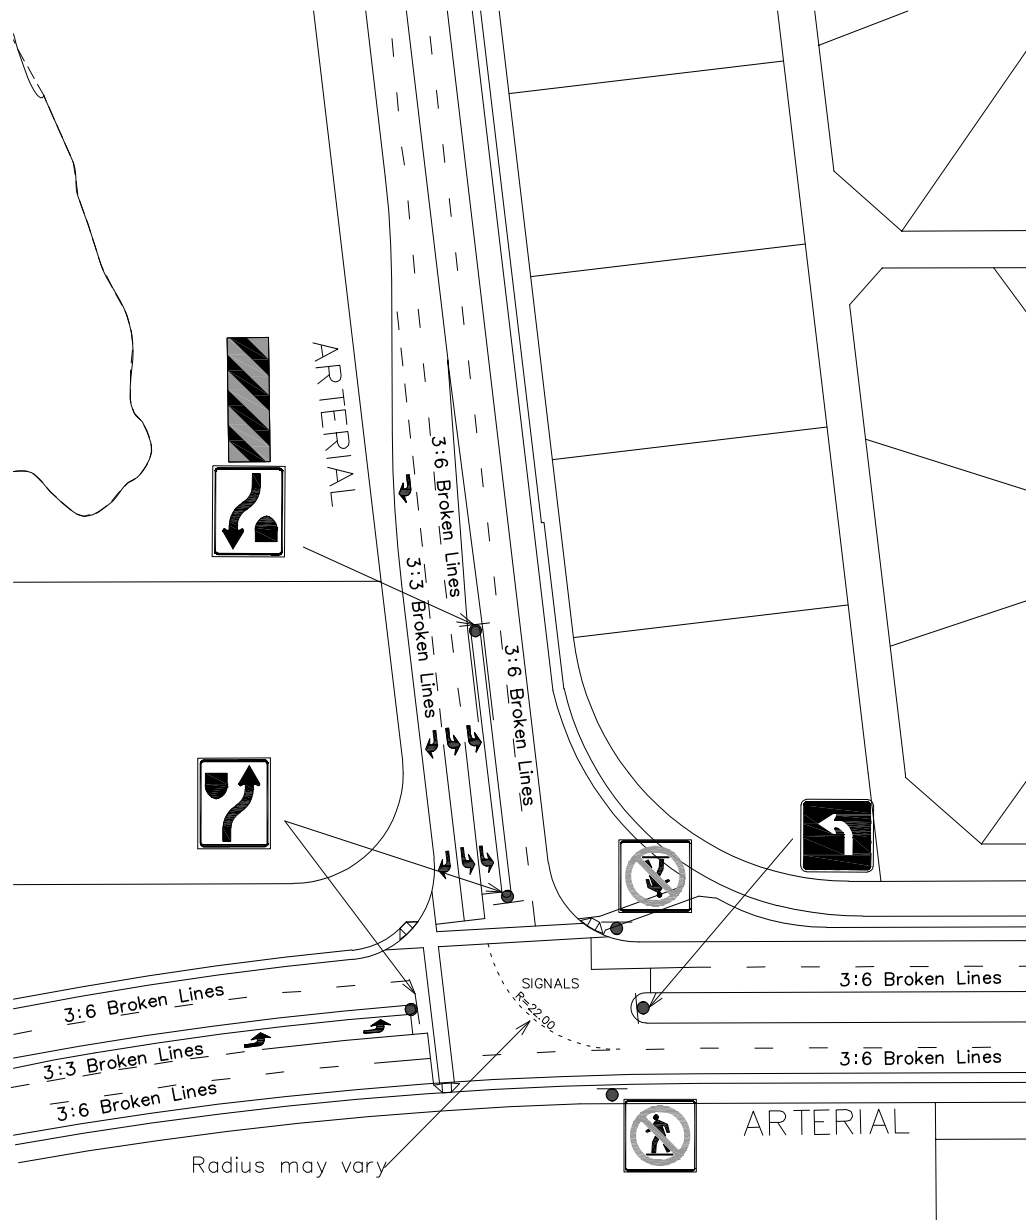 ARTERIAL
3:6 Broken Lines
3:3 Broken Lines
3:6 Broken Lines
SIGNALS
R=22.00
3:6 Broken Lines
3:6 Broken Lines
3:3 Broken Lines
3:6 Broken Lines
3:6 Broken Lines
ARTERIAL
Radius may vary